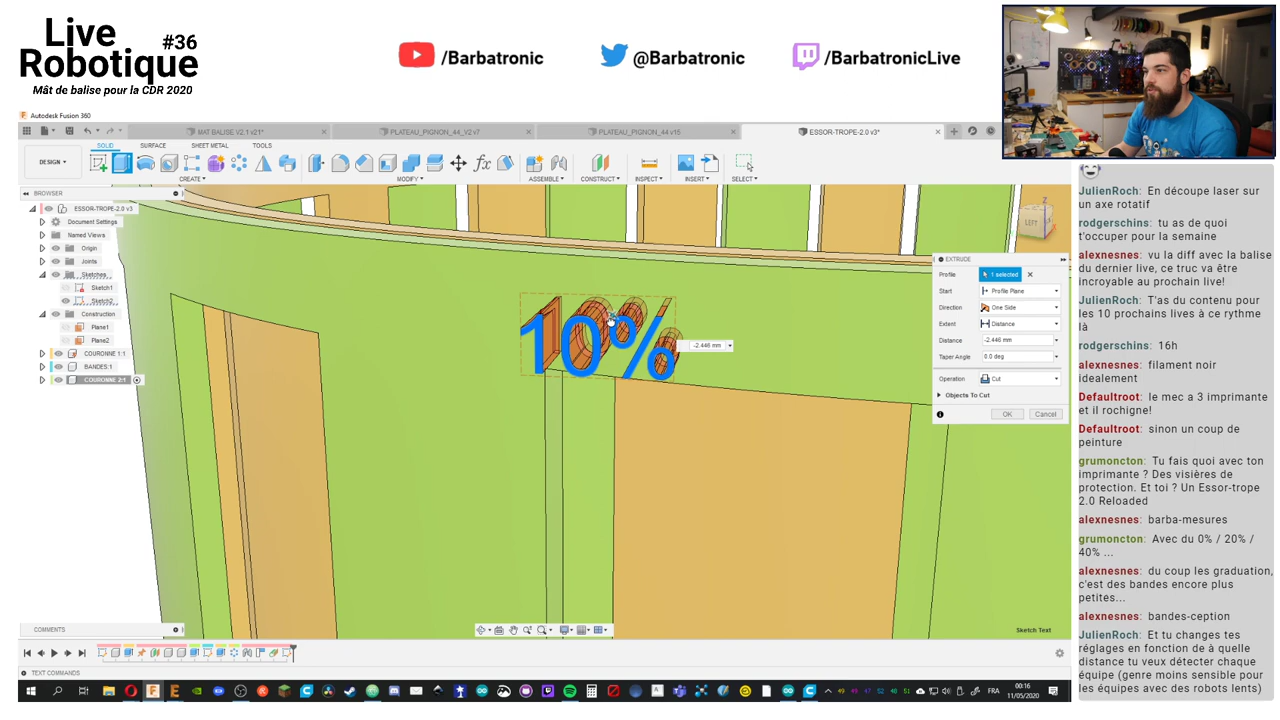 Live
Robotique #36
Mât de balise pour la CDR 2020
/Barbatronic
@Barbatronic
/BarbatronicLive
Autodesk Fusion 360
MAT BALISE V2.1 v21*
PLATEAU_PIGNON_44_V2 v7
PLATEAU_PIGNON_44 v15
ESSOR-TROPE-2.0 v3*
SOLID
SURFACE
SHEET METAL
TOOLS
DESIGN
CREATE
MODIFY
ASSEMBLE
CONSTRUCT
INSPECT
INSERT
SELECT
BROWSER
ESSOR-TROPE-2.0 v3
Document Settings
Named Views
Origin
Joints
Sketches
Sketch1
Sketch2
Construction
Plane1
Plane2
COURONNE 1:1
BANDES:1
COURONNE 2:1
10%
-2.446 mm
LEFT
Z
EXTRUDE
Profile 1 selected
Start Profile Plane
Direction One Side
Extent Distance
Distance -2.446 mm
Taper Angle 0.0 deg
Operation Cut
Objects To Cut
OK Cancel
Sketch Text
COMMENTS
TEXT COMMANDS
FRA
00:16
11/05/2020
JulienRoch: En découpe laser sur
un axe rotatif
rodgerschins: tu as de quoi
t'occuper pour la semaine
alexnesnes: vu la diff avec la balise
du dernier live, ce truc va être
incroyable au prochain live!
JulienRoch: T'as du contenu pour
les 10 prochains lives à ce rythme
là
rodgerschins: 16h
alexnesnes: filament noir
idealement
Defaultroot: le mec a 3 imprimante
et il rochigne!
Defaultroot: sinon un coup de
peinture
grumoncton: Tu fais quoi avec ton
imprimante ? Des visières de
protection. Et toi ? Un Essor-trope
2.0 Reloaded
alexnesnes: barba-mesures
grumoncton: Avec du 0% / 20% /
40% ...
alexnesnes: du coup les graduation,
c'est des bandes encore plus
petites...
alexnesnes: bandes-ception
JulienRoch: Et tu changes tes
réglages en fonction de à quelle
distance tu veux détecter chaque
équipe (genre moins sensible pour
les équipes avec des robots lents)